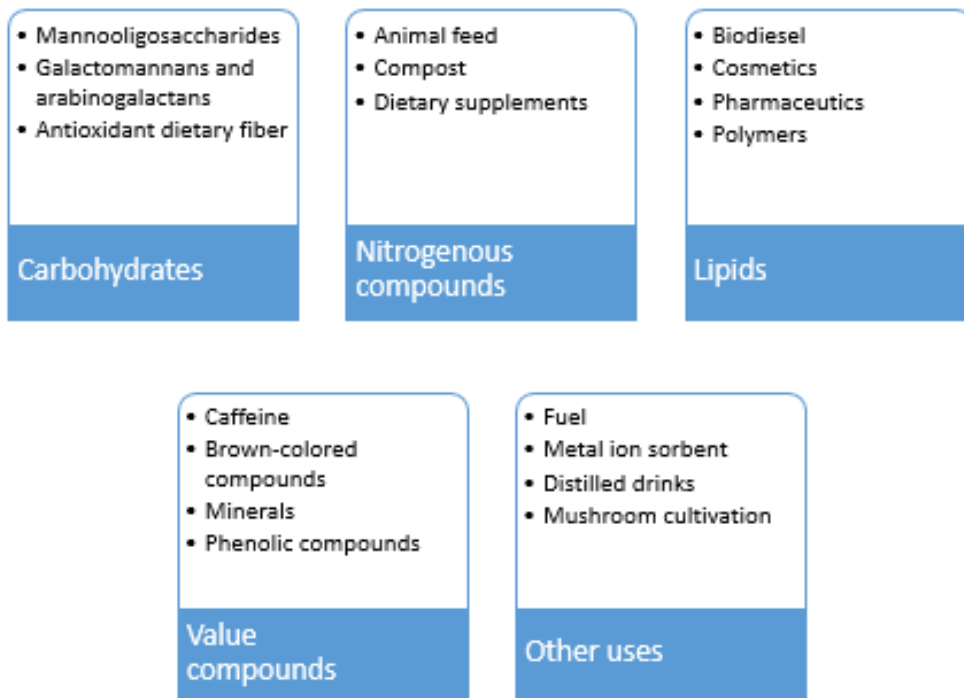 • Mannooligosaccharides
• Galactomannans and
arabinogalactans
• Antioxidant dietary fiber
Carbohydrates
• Animal feed
• Compost
• Dietary supplements
Nitrogenous
compounds
• Biodiesel
• Cosmetics
• Pharmaceutics
• Polymers
Lipids
• Caffeine
• Brown-colored
compounds
• Minerals
• Phenolic compounds
Value
compounds
• Fuel
• Metal ion sorbent
• Distilled drinks
• Mushroom cultivation
Other uses